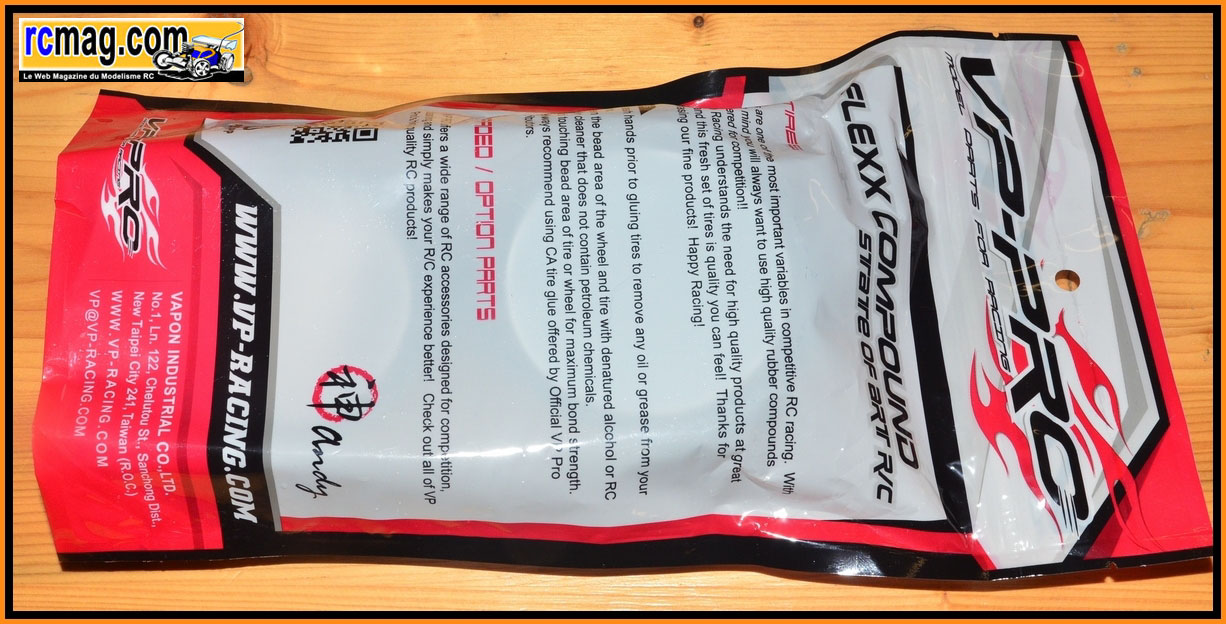 rcmag.com
Le Web Magazine du Modelisme RC
VP-PRO
MODEL PARTS FOR RACING
FLEXX COMPOUND
STATE OF ART R/C
TIRES
are one of the most important variables in competitive RC racing. With
mind you will always want to use high quality rubber compounds
ered for competition!!
Racing understands the need for high quality products at great
nd this fresh set of tires is quality you can feel! Thanks for
sing our fine products! Happy Racing!
hands prior to gluing tires to remove any oil or grease from your
the bead area of the wheel and tire with denatured alcohol or RC
cleaner that does not contain petroleum chemicals.
touching bead area of tire or wheel for maximum bond strength.
ays recommend using CA tire glue offered by Official VP Pro
butors.
/ OPTION PARTS
ffers a wide range of RC accessories designed for competition,
nd simply makes your R/C experience better! Check out all of VP
quality RC products!
andy
WWW.VP-RACING.COM
VP-PRO
VAPON INDUSTRIAL CO.,LTD.
No.1, Ln. 122, Chelutou St., Sanchong Dist.,
New Taipei City 241, Taiwan (R.O.C.)
WWW.VP-RACING.COM
VP@VP-RACING.COM